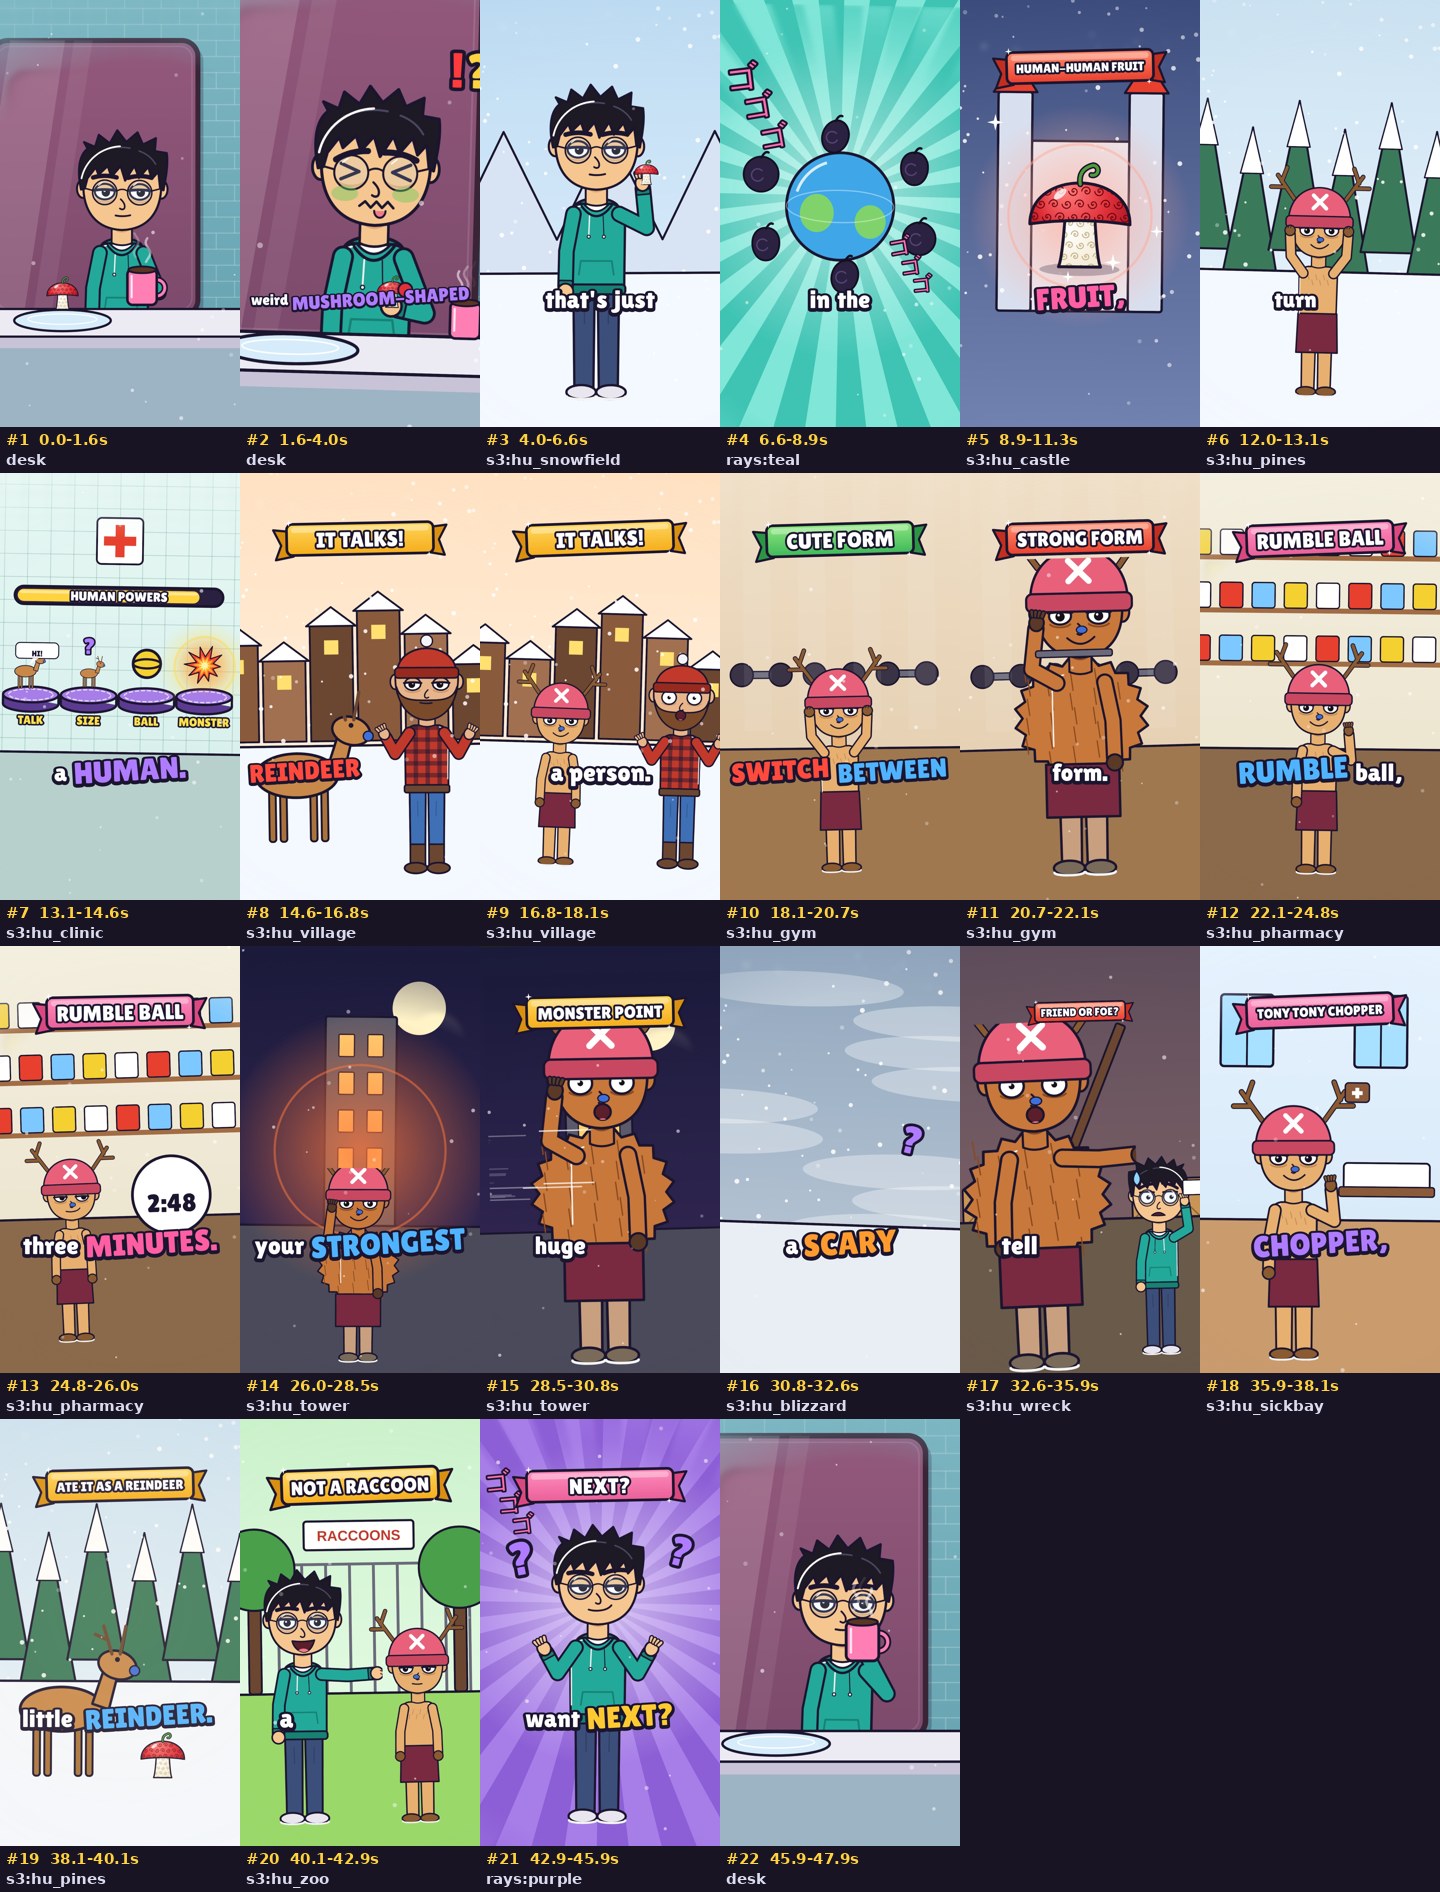 !?
weird MUSHROOM-SHAPED
that's just
ゴゴゴ
in the
ゴゴゴゴ
HUMAN-HUMAN FRUIT
FRUIT,
turn
#1 0.0-1.6s
desk
#2 1.6-4.0s
desk
#3 4.0-6.6s
s3:hu_snowfield
#4 6.6-8.9s
rays:teal
#5 8.9-11.3s
s3:hu_castle
#6 12.0-13.1s
s3:hu_pines
HUMAN POWERS
HI!
?
TALK
SIZE
BALL
MONSTER
a HUMAN.
IT TALKS!
REINDEER
IT TALKS!
a person.
CUTE FORM
SWITCH BETWEEN
STRONG FORM
form.
RUMBLE BALL
RUMBLE ball,
#7 13.1-14.6s
s3:hu_clinic
#8 14.6-16.8s
s3:hu_village
#9 16.8-18.1s
s3:hu_village
#10 18.1-20.7s
s3:hu_gym
#11 20.7-22.1s
s3:hu_gym
#12 22.1-24.8s
s3:hu_pharmacy
RUMBLE BALL
2:48
three MINUTES.
your STRONGEST
MONSTER POINT
huge
?
a SCARY
FRIEND OR FOE?
tell
TONY TONY CHOPPER
CHOPPER,
#13 24.8-26.0s
s3:hu_pharmacy
#14 26.0-28.5s
s3:hu_tower
#15 28.5-30.8s
s3:hu_tower
#16 30.8-32.6s
s3:hu_blizzard
#17 32.6-35.9s
s3:hu_wreck
#18 35.9-38.1s
s3:hu_sickbay
ATE IT AS A REINDEER
little REINDEER.
NOT A RACCOON
RACCOONS
a
NEXT?
ゴゴゴ
? ?
want NEXT?
#19 38.1-40.1s
s3:hu_pines
#20 40.1-42.9s
s3:hu_zoo
#21 42.9-45.9s
rays:purple
#22 45.9-47.9s
desk